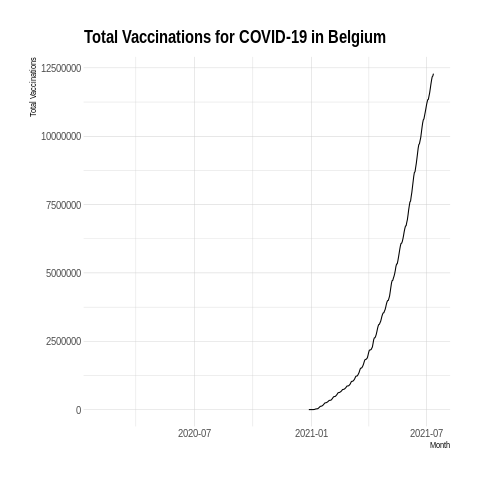 Total Vaccinations for COVID-19 in Belgium
Total Vaccinations
12500000
10000000
7500000
5000000
2500000
0
2020-07 2021-01 2021-07
Month